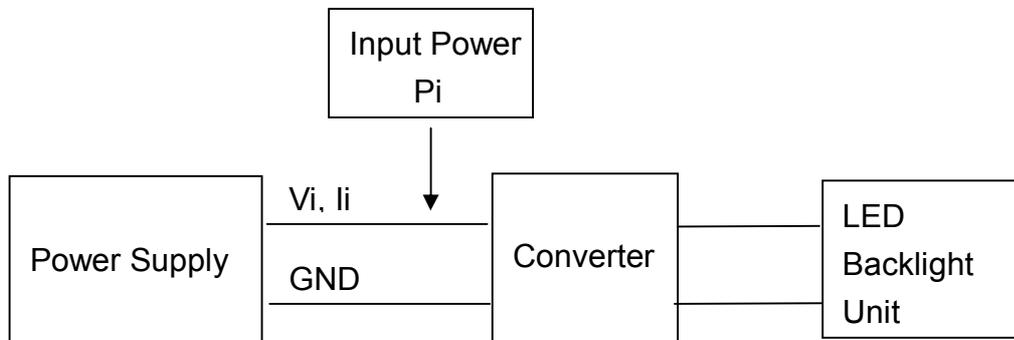 Input Power
Pi
Vi, Ii
Power Supply
GND
Converter
LED
Backlight
Unit